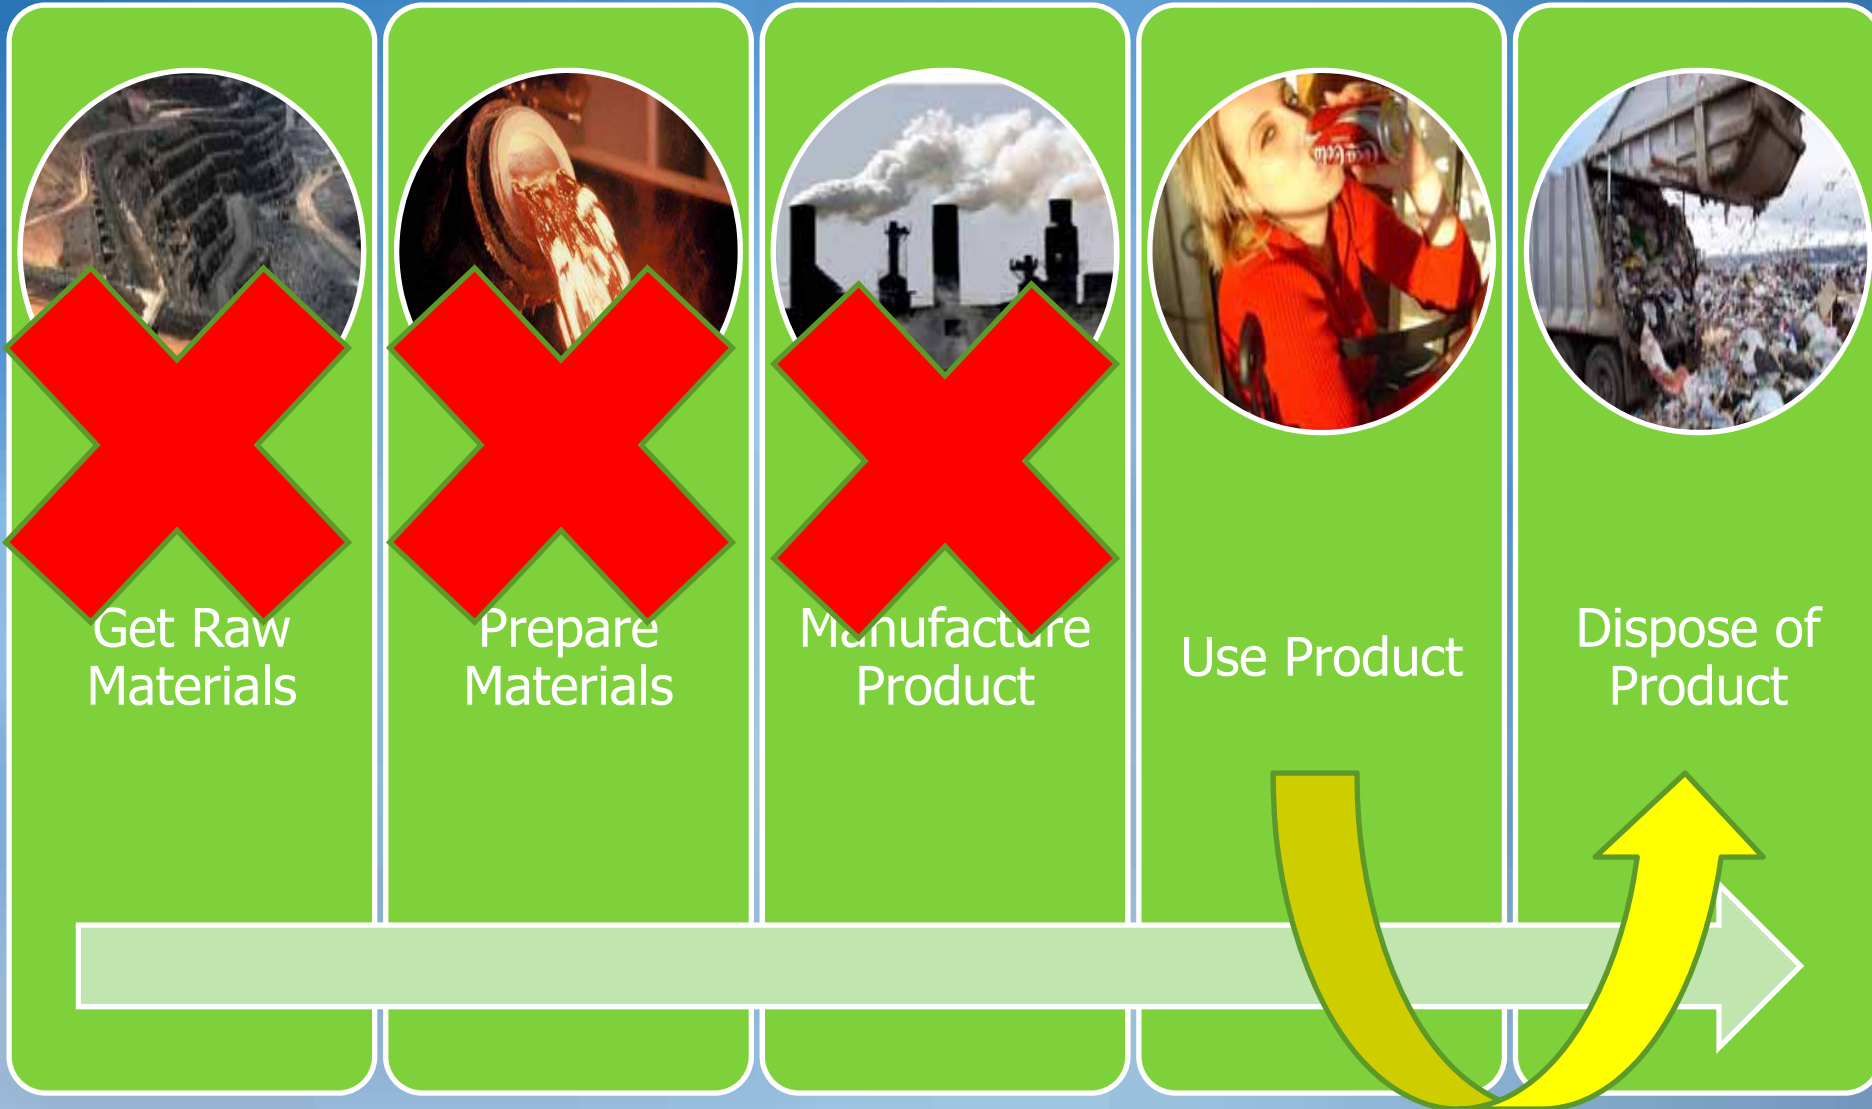 Get Raw
Materials
Prepare
Materials
Manufacture
Product
Use Product
Dispose of
Product